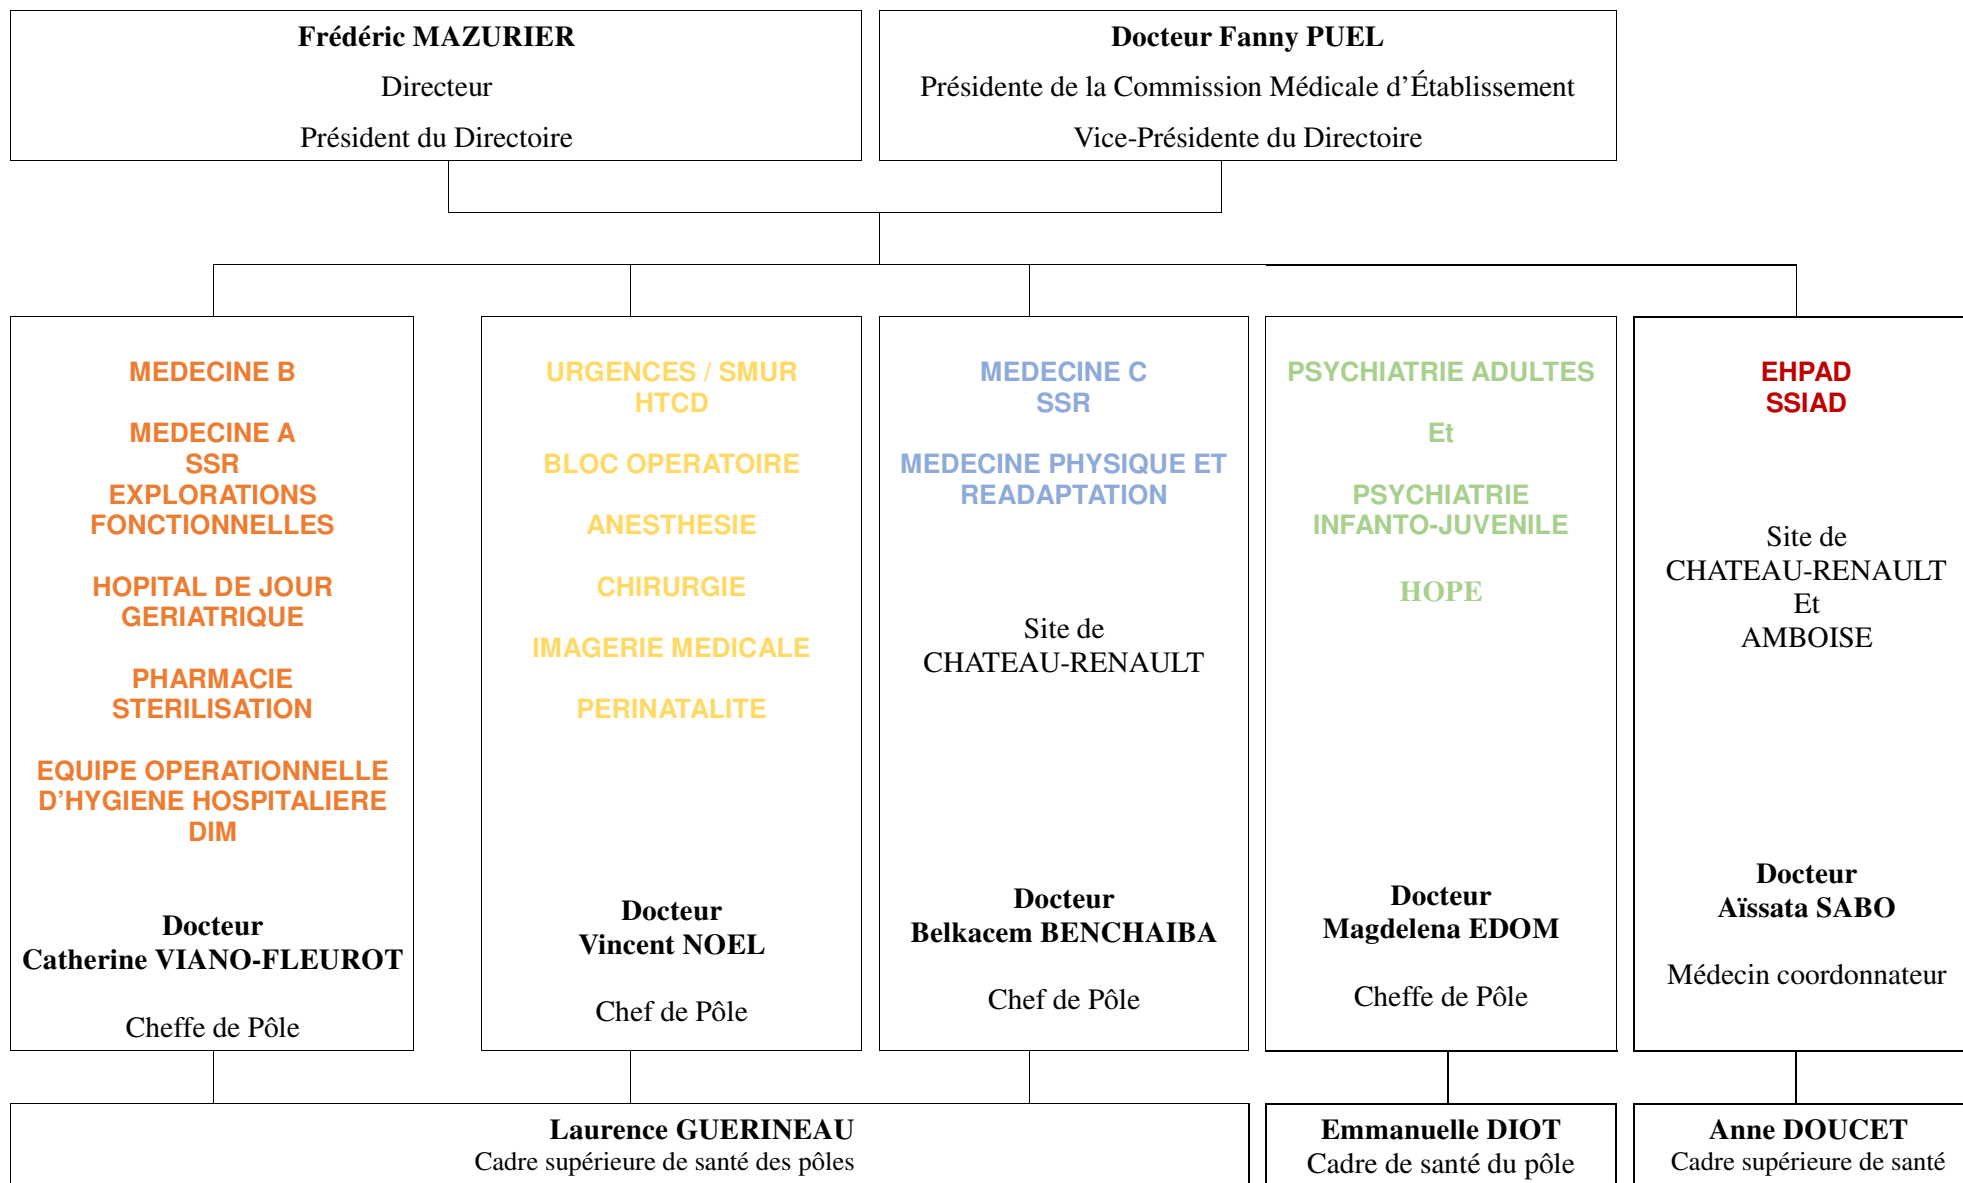 Frédéric MAZURIER
Directeur
Président du Directoire
Docteur Fanny PUEL
Présidente de la Commission Médicale d’Établissement
Vice-Présidente du Directoire
MEDECINE B
MEDECINE A
SSR
EXPLORATIONS
FONCTIONNELLES
HOPITAL DE JOUR
GERIATRIQUE
PHARMACIE
STERILISATION
EQUIPE OPERATIONNELLE
D’HYGIENE HOSPITALIERE
DIM
Docteur
Catherine VIANO-FLEUROT
Cheffe de Pôle
URGENCES / SMUR
HTCD
BLOC OPERATOIRE
ANESTHESIE
CHIRURGIE
IMAGERIE MEDICALE
PERINATALITE
Docteur
Vincent NOEL
Chef de Pôle
MEDECINE C
SSR
MEDECINE PHYSIQUE ET
READAPTATION
Site de
CHATEAU-RENAULT
Docteur
Belkacem BENCHAIBA
Chef de Pôle
PSYCHIATRIE ADULTES
Et
PSYCHIATRIE
INFANTO-JUVENILE
HOPE
Docteur
Magdelena EDOM
Cheffe de Pôle
EHPAD
SSIAD
Site de
CHATEAU-RENAULT
Et
AMBOISE
Docteur
Aïssata SABO
Médecin coordonnateur
Laurence GUERINEAU
Cadre supérieure de santé des pôles
Emmanuelle DIOT
Cadre de santé du pôle
Anne DOUCET
Cadre supérieure de santé